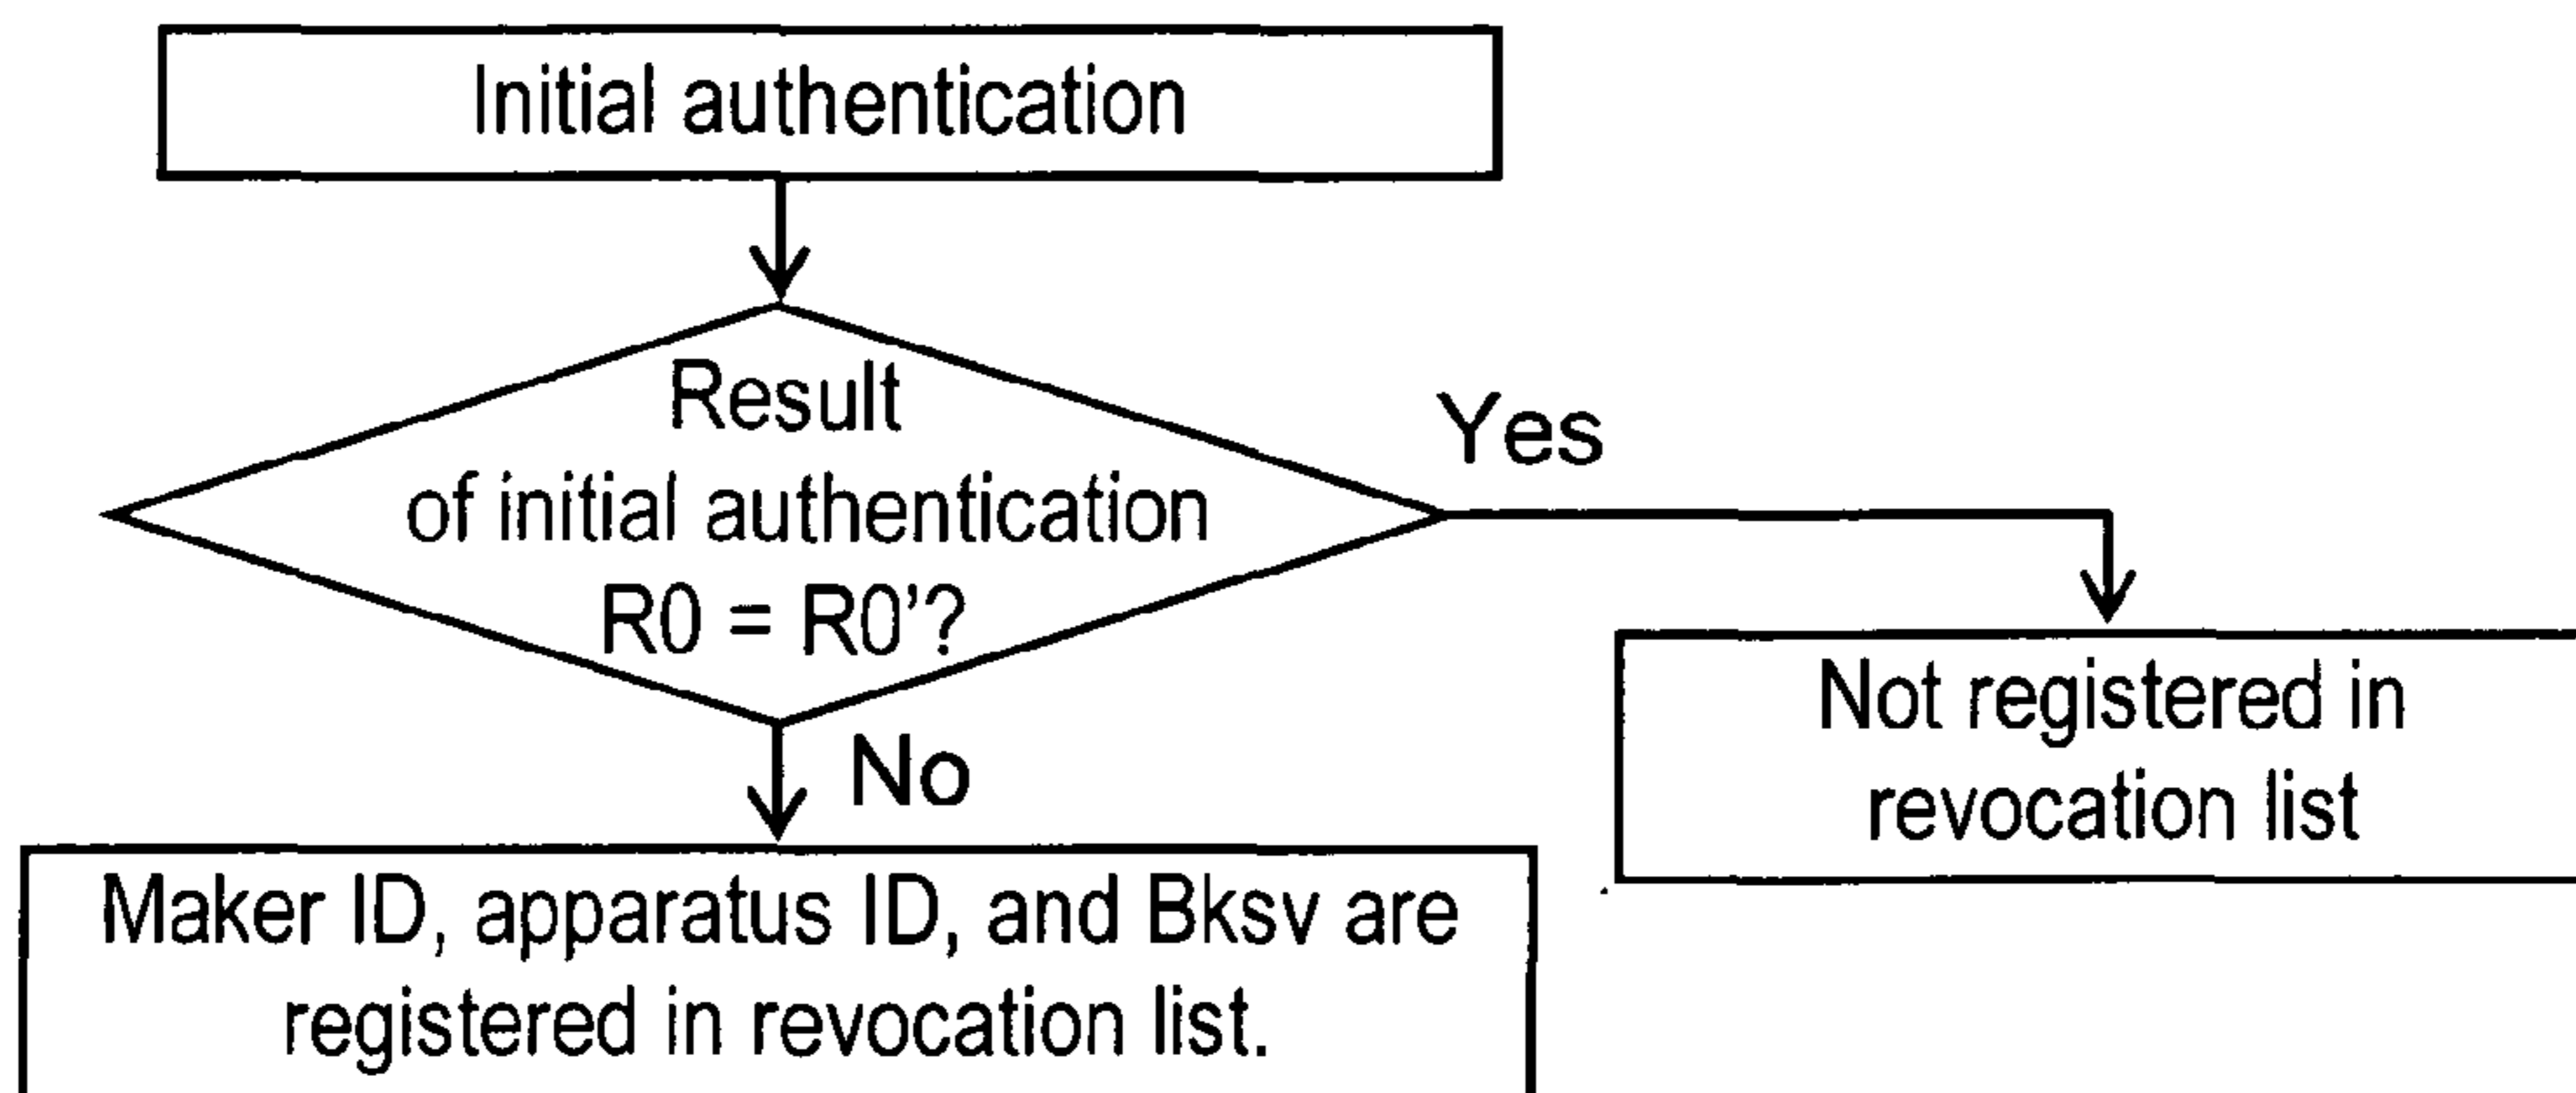 Initial authentication
Result
of initial authentication
R0 = R0'?
Yes
Not registered in
revocation list
No
Maker ID, apparatus ID, and Bksv are
registered in revocation list.